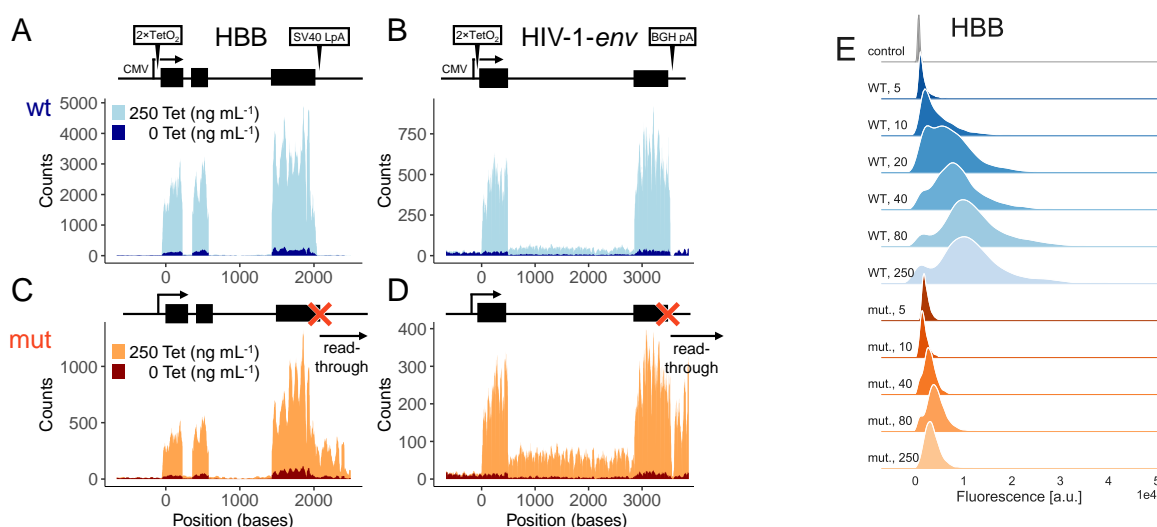 A
2×TetO₂
HBB
SV40 LpA
CMV
wt
250 Tet (ng mL⁻¹)
0 Tet (ng mL⁻¹)
Counts
5000
4000
3000
2000
1000
0
0
1000
2000
B
2×TetO₂
HIV-1-env
BGH pA
CMV
Counts
750
500
250
0
0
1000
2000
3000
C
mut
250 Tet (ng mL⁻¹)
0 Tet (ng mL⁻¹)
read-
through
Counts
1000
500
0
0
1000
2000
Position (bases)
D
read-
through
Counts
400
300
200
100
0
0
1000
2000
3000
Position (bases)
E
HBB
control
WT, 5
WT, 10
WT, 20
WT, 40
WT, 80
WT, 250
mut., 5
mut., 10
mut., 40
mut., 80
mut., 250
0
1
2
3
4
5
1e4
Fluorescence [a.u.]